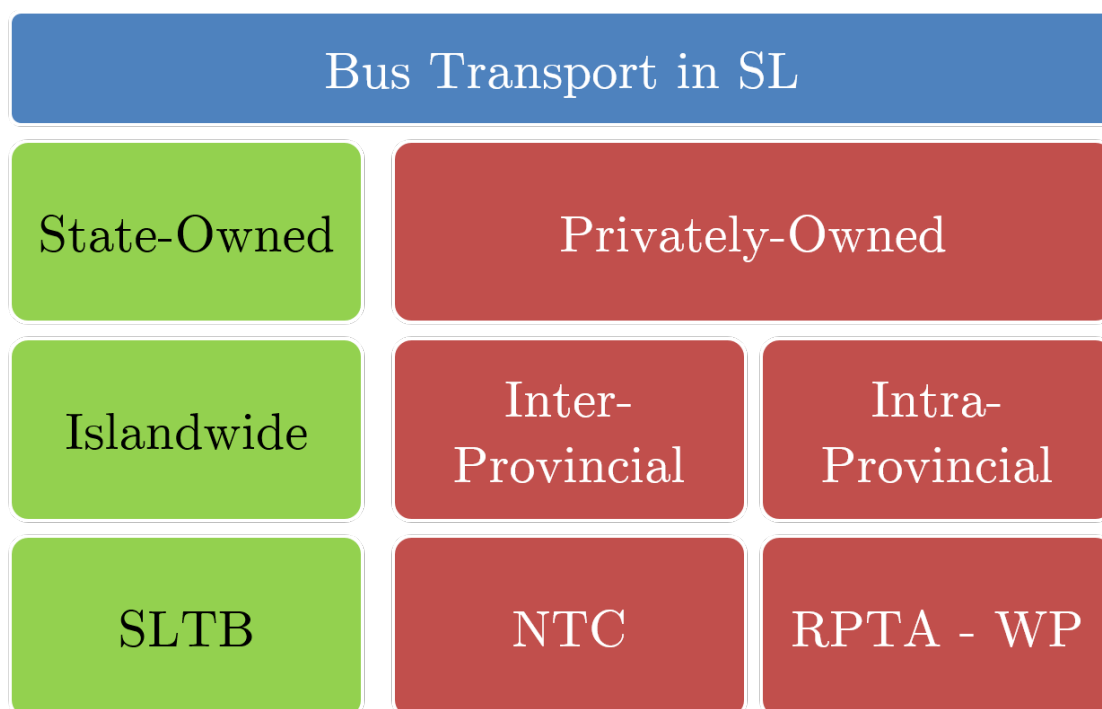 Bus Transport in SL
State-Owned
Privately-Owned
Islandwide
Inter-
Provincial
Intra-
Provincial
SLTB
NTC
RPTA - WP